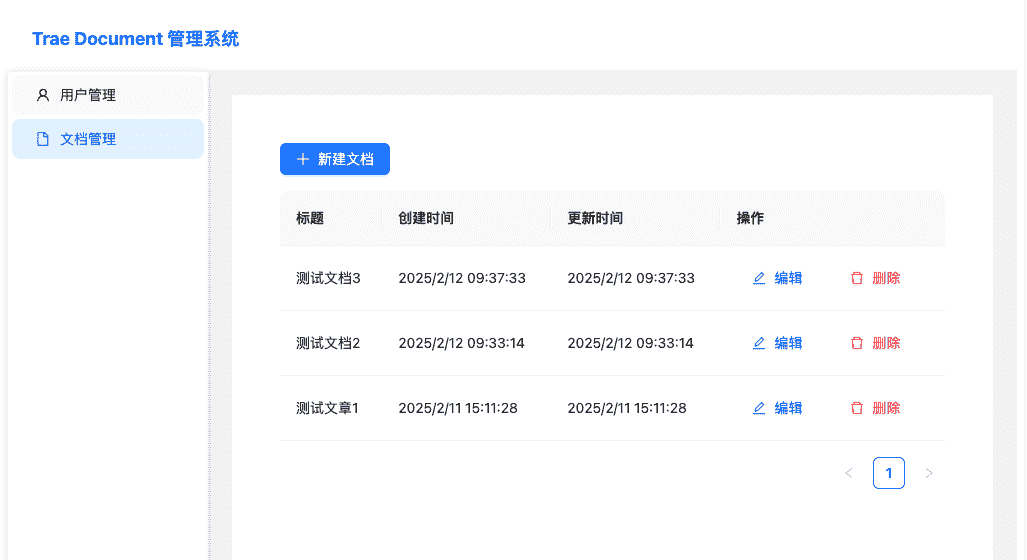 Trae Document 管理系统
用户管理
文档管理
新建文档
标题 创建时间 更新时间 操作
测试文档3 2025/2/12 09:37:33 2025/2/12 09:37:33 编辑 删除
测试文档2 2025/2/12 09:33:14 2025/2/12 09:33:14 编辑 删除
测试文章1 2025/2/11 15:11:28 2025/2/11 15:11:28 编辑 删除
1